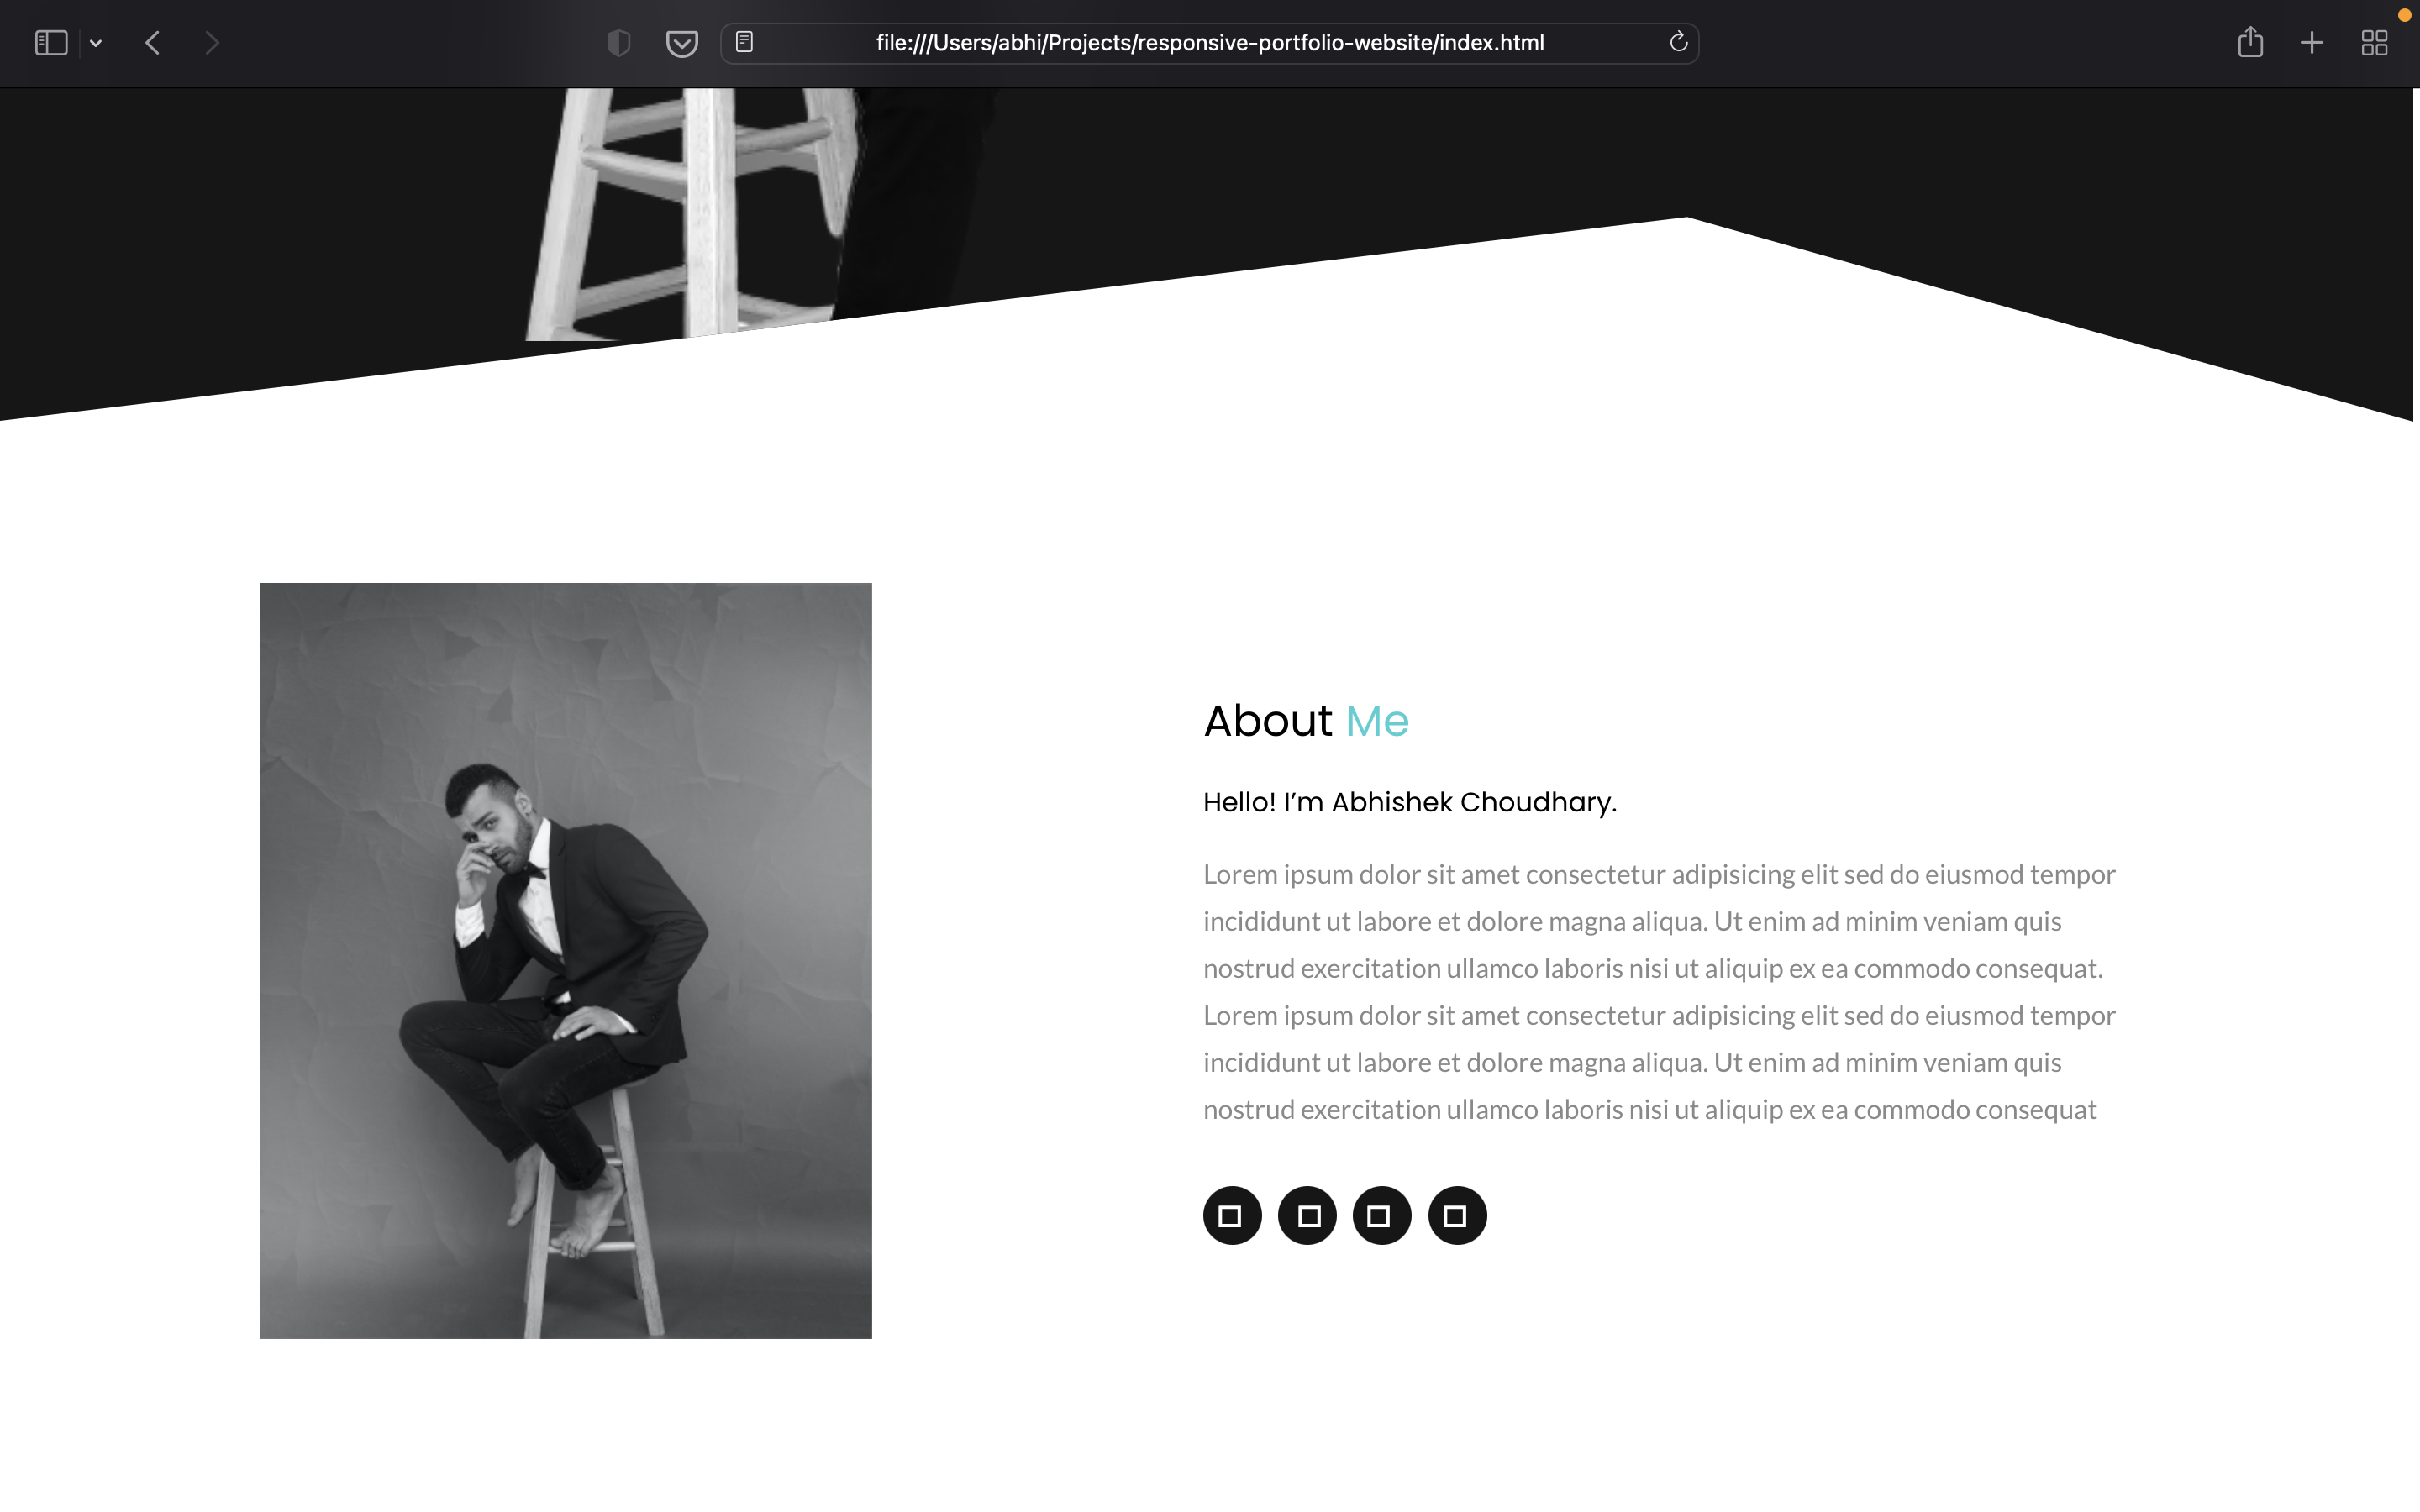 file:///Users/abhi/Projects/responsive-portfolio-website/index.html
About Me
Hello! I’m Abhishek Choudhary.
Lorem ipsum dolor sit amet consectetur adipisicing elit sed do eiusmod tempor
incididunt ut labore et dolore magna aliqua. Ut enim ad minim veniam quis
nostrud exercitation ullamco laboris nisi ut aliquip ex ea commodo consequat.
Lorem ipsum dolor sit amet consectetur adipisicing elit sed do eiusmod tempor
incididunt ut labore et dolore magna aliqua. Ut enim ad minim veniam quis
nostrud exercitation ullamco laboris nisi ut aliquip ex ea commodo consequat